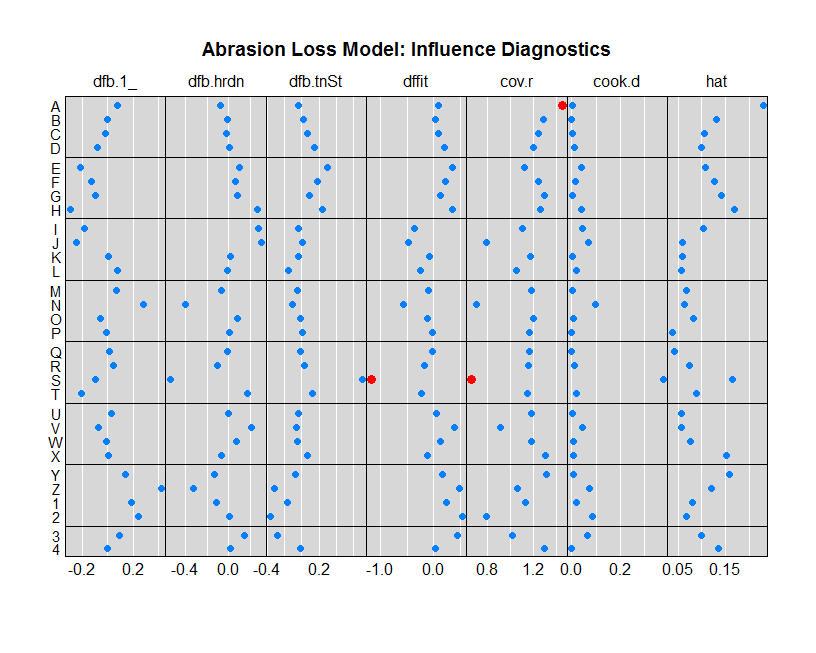 Abrasion Loss Model: Influence Diagnostics
dfb.1_ dfb.hrdn dfb.tnSt dffit cov.r cook.d hat
A
B
C
D
E
F
G
H
I
J
K
L
M
N
O
P
Q
R
S
T
U
V
W
X
Y
Z
1
2
3
4
-0.2 0.2 -0.4 0.0 -0.4 0.2 -1.0 0.0 0.8 1.2 0.0 0.2 0.05 0.15